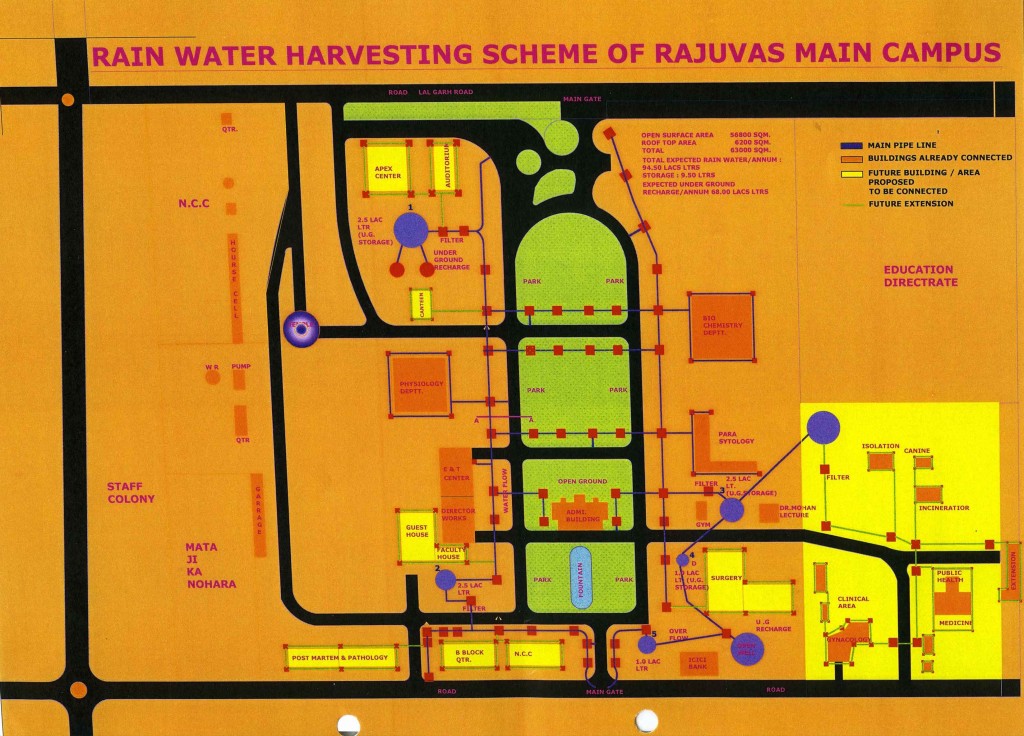 RAIN WATER HARVESTING SCHEME OF RAJUVAS MAIN CAMPUS
ROAD LAL GARH ROAD
MAIN GATE
QTR.
N.C.C
HOURSE CELL
W R
PUMP
QTR
GARRAGE
STAFF
COLONY
MATA
JI
KA
NOHARA
APEX
CENTER
AUDITORIUM
1
2.5 LAC
LTR
(U.G.
STORAGE)
FILTER
UNDER
GROUND
RECHARGE
CANTEEN
PHYSIOLOGY
DEPTT.
A
A
CENTER
DIRECTOR
WORKS
WATER FLOW
GUEST
HOUSE
FACULTY
HOUSE
2
2.5 LAC
LTR
FILTER
POST MARTEM & PATHOLOGY
B BLOCK
QTR.
N.C.C
ROAD
MAIN GATE
ROAD
PARK
PARK
PARK
PARK
OPEN GROUND
ADMI.
BUILDING
PARK
FOUNTAIN
PARK
OPEN SURFACE AREA 56800 SQM.
ROOF TOP AREA 6200 SQM.
TOTAL 63000 SQM.
TOTAL EXPECTED RAIN WATER/ANNUM :
94.50 LACS LTRS
STORAGE : 9.50 LTRS
EXPECTED UNDER GROUND
RECHARGE/ANNUM 68.00 LACS LTRS
MAIN PIPE LINE
BUILDINGS ALREADY CONNECTED
FUTURE BUILDING / AREA
PROPOSED
TO BE CONNECTED
FUTURE EXTENSION
EDUCATION
DIRECTRATE
BIO
CHEMISTRY
DEPTT.
PARA
SYTOLOGY
FILTER
3
2.5 LAC
LT.
(U.G.STORAGE)
GYM
DR.MOHAN
LECTURE
4
D
1.0 LAC
LT.(U.G.
STORAGE)
SURGERY
U.G
RECHARGE
OVER
FLOW
5
1.0 LAC
LTR
ICICI
BANK
FILTER
ISOLATION
CANINE
INCINERATIOR
PUBLIC
HEALTH
MEDICINE
EXTENSION
CLINICAL
AREA
GYNACOLOGY